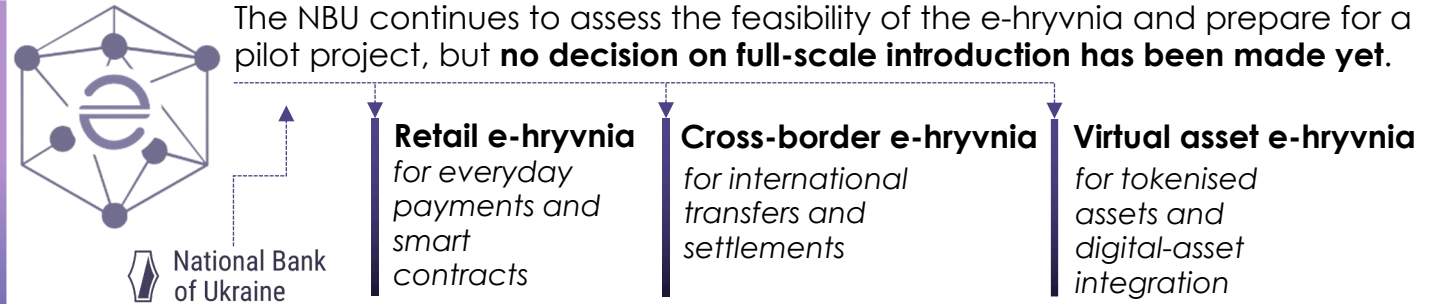 The NBU continues to assess the feasibility of the e-hryvnia and prepare for a
pilot project, but no decision on full-scale introduction has been made yet.
Retail e-hryvnia
for everyday
payments and
smart
contracts
Cross-border e-hryvnia
for international
transfers and
settlements
Virtual asset e-hryvnia
for tokenised
assets and
digital-asset
integration
National Bank
of Ukraine